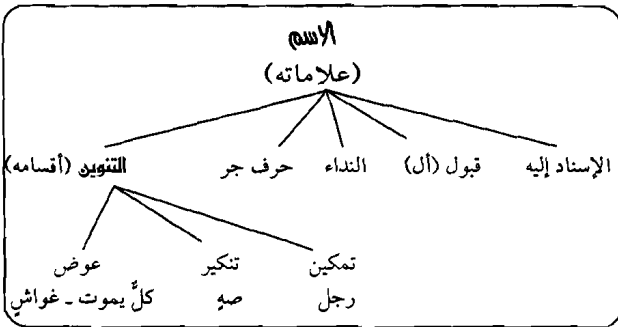 الاسم
(علاماته)
الإسناد إليه قبول (أل) النداء حرف جر التنوين (أقسامه)
تمكين تنكير عوض
رجل صهٍ كلٌّ يموت - غواشٍ